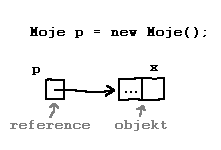 Moje p = new Moje();
p x
...
reference objekt